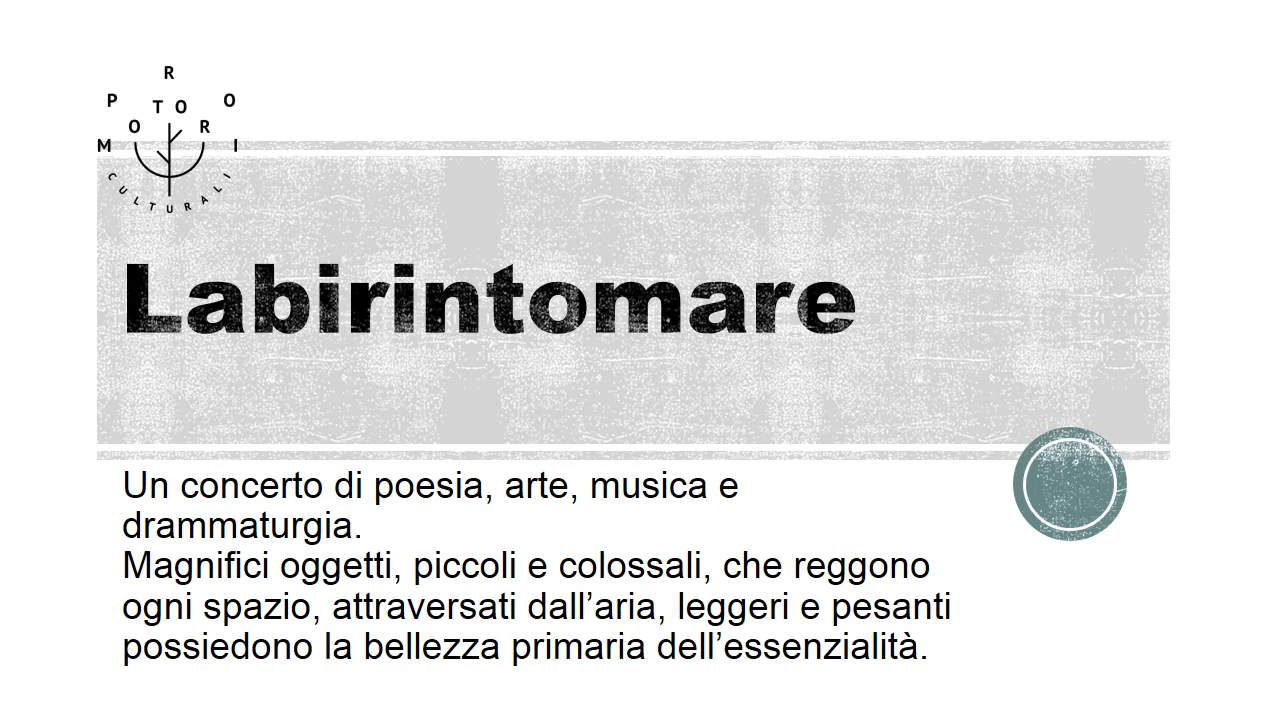 P R O
M O T O R I
CULTURALI
Labirintomare
Un concerto di poesia, arte, musica e
drammaturgia.
Magnifici oggetti, piccoli e colossali, che reggono
ogni spazio, attraversati dall’aria, leggeri e pesanti
possiedono la bellezza primaria dell’essenzialità.